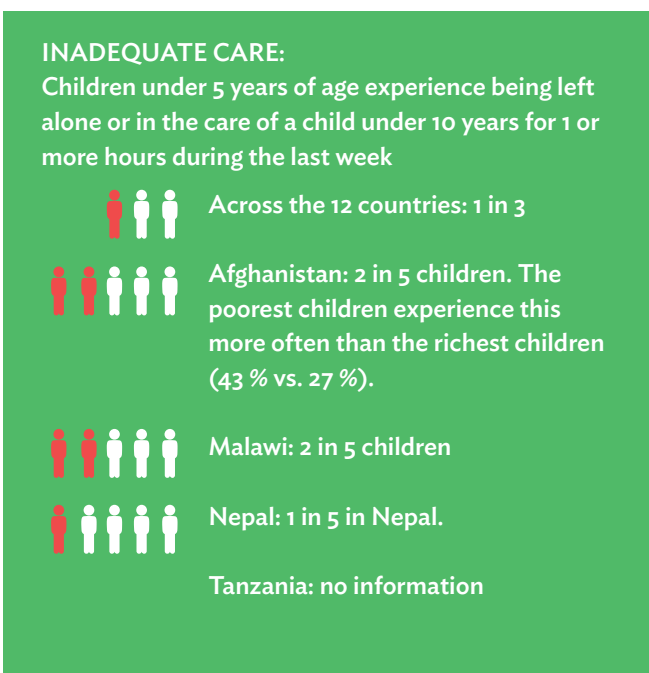 INADEQUATE CARE:
Children under 5 years of age experience being left
alone or in the care of a child under 10 years for 1 or
more hours during the last week
Across the 12 countries: 1 in 3
Afghanistan: 2 in 5 children. The
poorest children experience this
more often than the richest children
(43 % vs. 27 %).
Malawi: 2 in 5 children
Nepal: 1 in 5 in Nepal.
Tanzania: no information